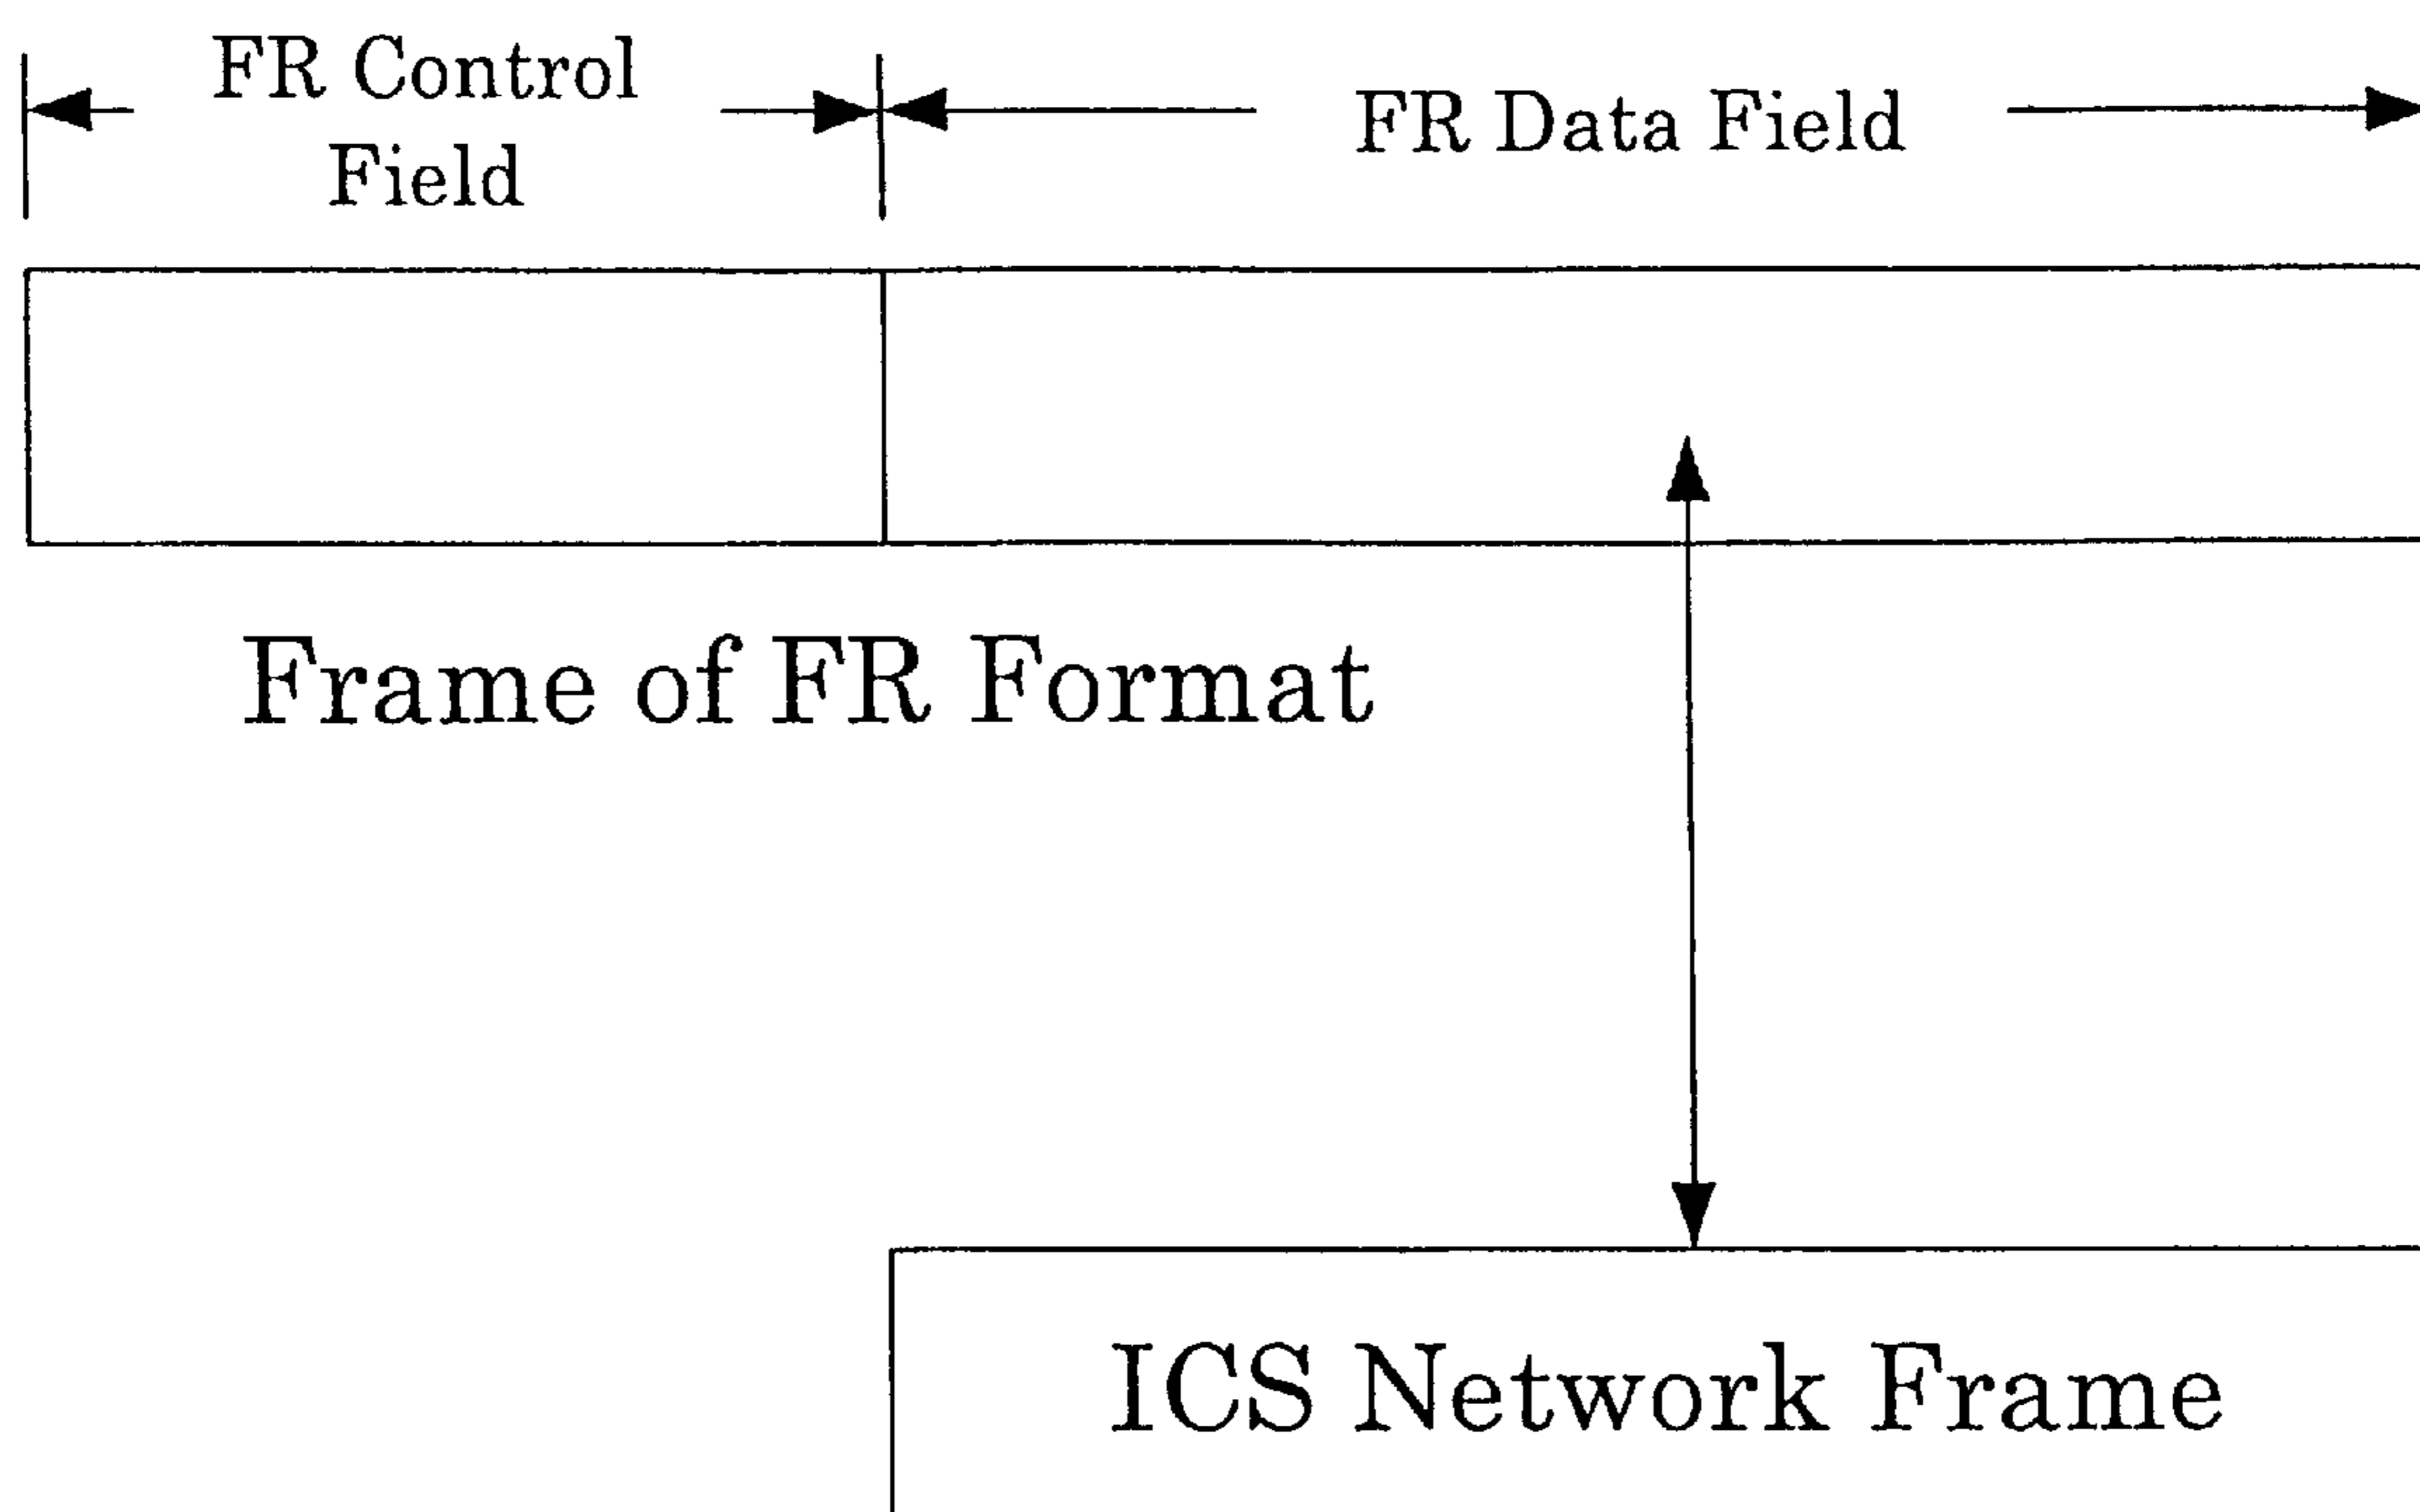 FR Control
Field
FR Data Field
Frame of FR Format
ICS Network Frame